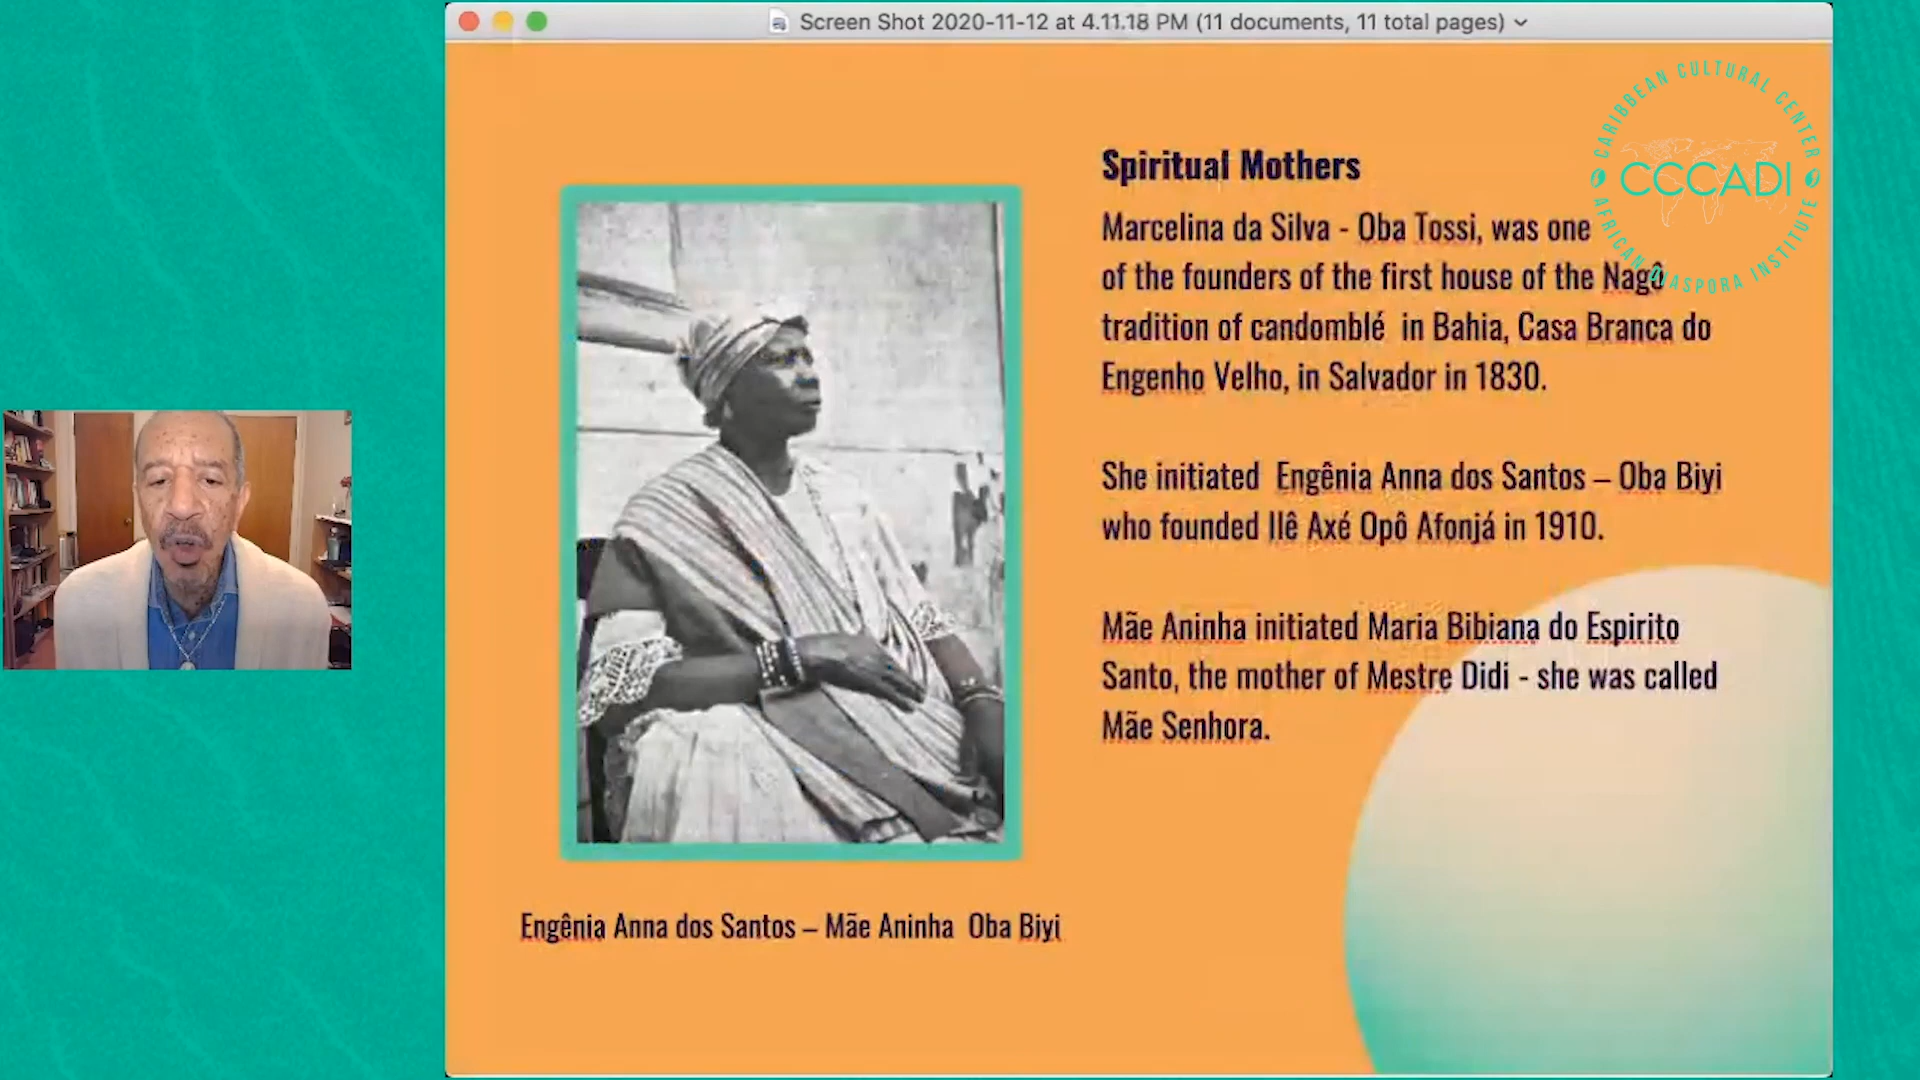 Screen Shot 2020-11-12 at 4.11.18 PM (11 documents, 11 total pages)
CARIBBEAN CULTURAL CENTER
CCCADI
AFRICAN DIASPORA INSTITUTE
Spiritual Mothers
Marcelina da Silva - Oba Tossi, was one
of the founders of the first house of the Nagô
tradition of candomblé in Bahia, Casa Branca do
Engenho Velho, in Salvador in 1830.
She initiated Engênia Anna dos Santos – Oba Biyi
who founded Ilê Axé Opô Afonjá in 1910.
Mãe Aninha initiated Maria Bibiana do Espirito
Santo, the mother of Mestre Didi - she was called
Mãe Senhora.
Engênia Anna dos Santos – Mãe Aninha Oba Biyi